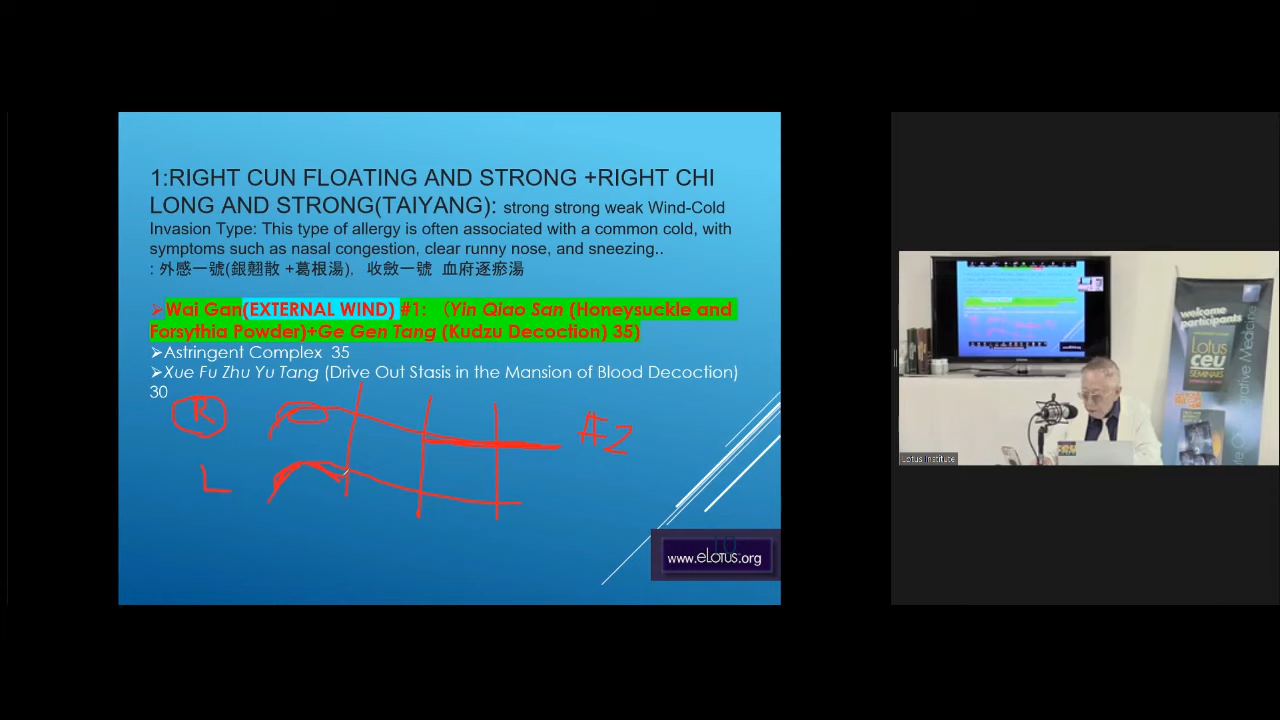 1:RIGHT CUN FLOATING AND STRONG +RIGHT CHI
LONG AND STRONG(TAIYANG): strong strong weak Wind-Cold
Invasion Type: This type of allergy is often associated with a common cold, with
symptoms such as nasal congestion, clear runny nose, and sneezing..
: 外感一號(銀翹散 +葛根湯),   收斂一號   血府逐瘀湯
➢Wai Gan(EXTERNAL WIND) #1: （Yin Qiao San (Honeysuckle and
Forsythia Powder)+Ge Gen Tang (Kudzu Decoction) 35)
➢Astringent Complex  35
➢Xue Fu Zhu Yu Tang (Drive Out Stasis in the Mansion of Blood Decoction)
30
R
#2
L
www.eLotus.org
welcome
participants
Lotus
ceu
SEMINARS
Lotus Institute